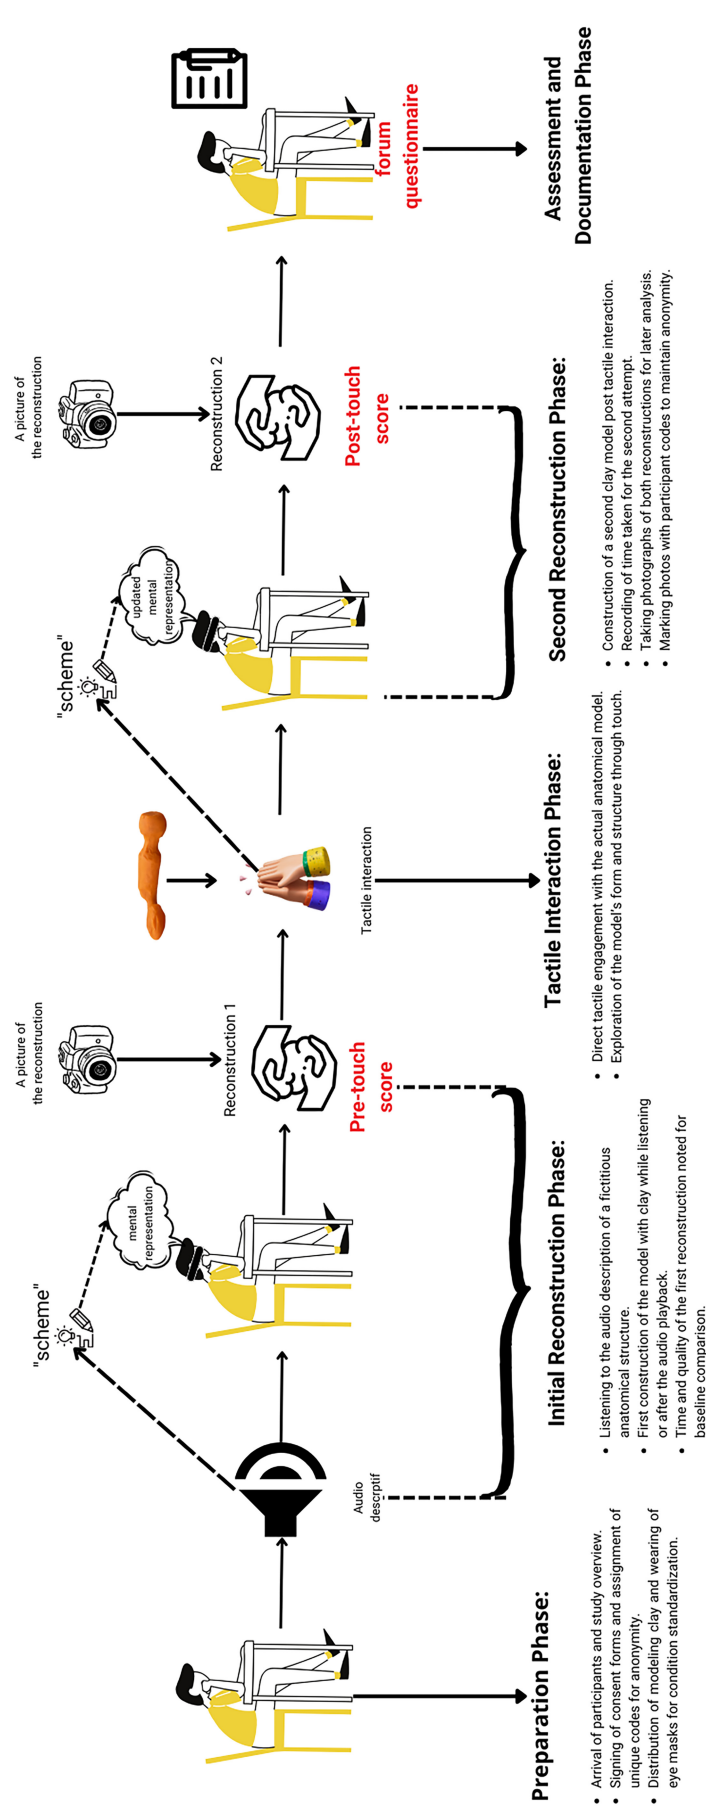 Preparation Phase:
• Arrival of participants and study overview.
• Signing of consent forms and assignment of
unique codes for anonymity.
• Distribution of modeling clay and wearing of
eye masks for condition standardization.
Audio
descrptif
"scheme"
mental
representation
A picture of
the reconstruction
Reconstruction 1
Pre-touch
score
Initial Reconstruction Phase:
• Listening to the audio description of a fictitious
anatomical structure.
• First construction of the model with clay while listening
or after the audio playback.
• Time and quality of the first reconstruction noted for
baseline comparison.
Tactile interaction
Tactile Interaction Phase:
• Direct tactile engagement with the actual anatomical model.
• Exploration of the model's form and structure through touch.
"scheme"
updated
mental
representation
A picture of
the reconstruction
Reconstruction 2
Post-touch
score
Second Reconstruction Phase:
• Construction of a second clay model post tactile interaction.
• Recording of time taken for the second attempt.
• Taking photographs of both reconstructions for later analysis.
• Marking photos with participant codes to maintain anonymity.
forum
questionnaire
Assessment and
Documentation Phase